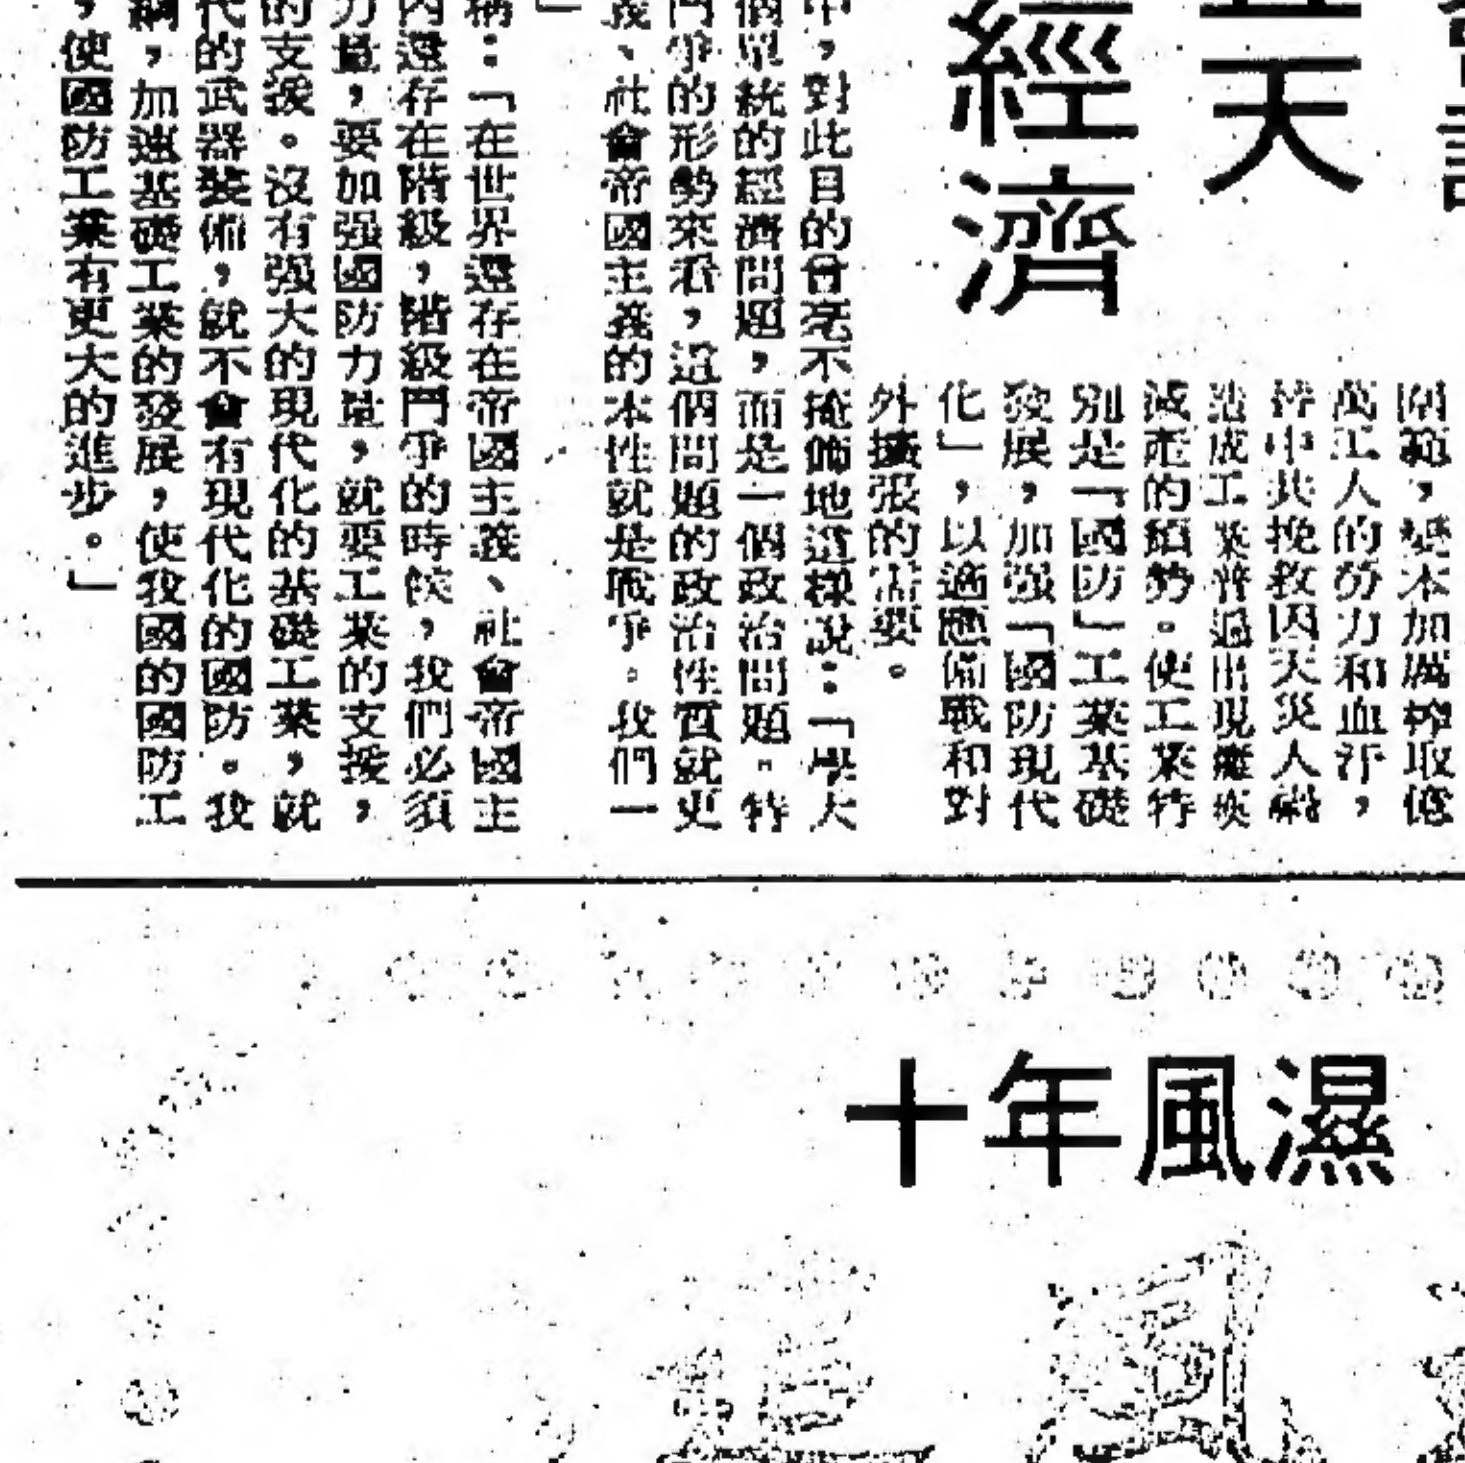 天
經濟
範，變本加厲榨取億
萬工人的勞力和血汗，
答中共挽救因天災人禍
造成工業普遍出現癱瘓
減產的頹勢。使工業特
別是「國防」工業基礎
發展，加强「國防現代
化」，以適應備戰和對
外擴張的需要。
中，對此目的曾毫不掩飾地這樣說：「學大
個單統的經濟問題，而是一個政治問題。特
鬥爭的形勢來看，這個問題的政治性質就更
義、社會帝國主義的本性就是戰爭。我們一
」
稱：「在世界還存在帝國主義、社會帝國主
內還存在階級，階級鬥爭的時候，我們必須
力量，要加强國防力量，就要工業的支援，
的支援。沒有强大的現代化的基礎工業，就
代的武器裝備，就不會有現代化的國防。我
綱，加速基礎工業的發展，使我國的國防工
，使國防工業有更大的進步。」
十年風濕